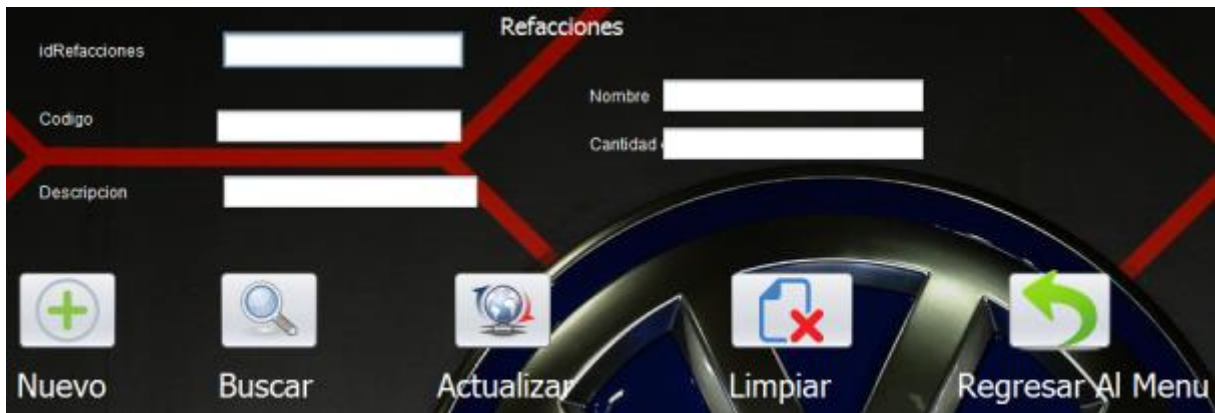 Refacciones
idRefacciones
Nombre
Codigo
Cantidad
Descripcion
Nuevo
Buscar
Actualizar
Limpiar
Regresar Al Menu